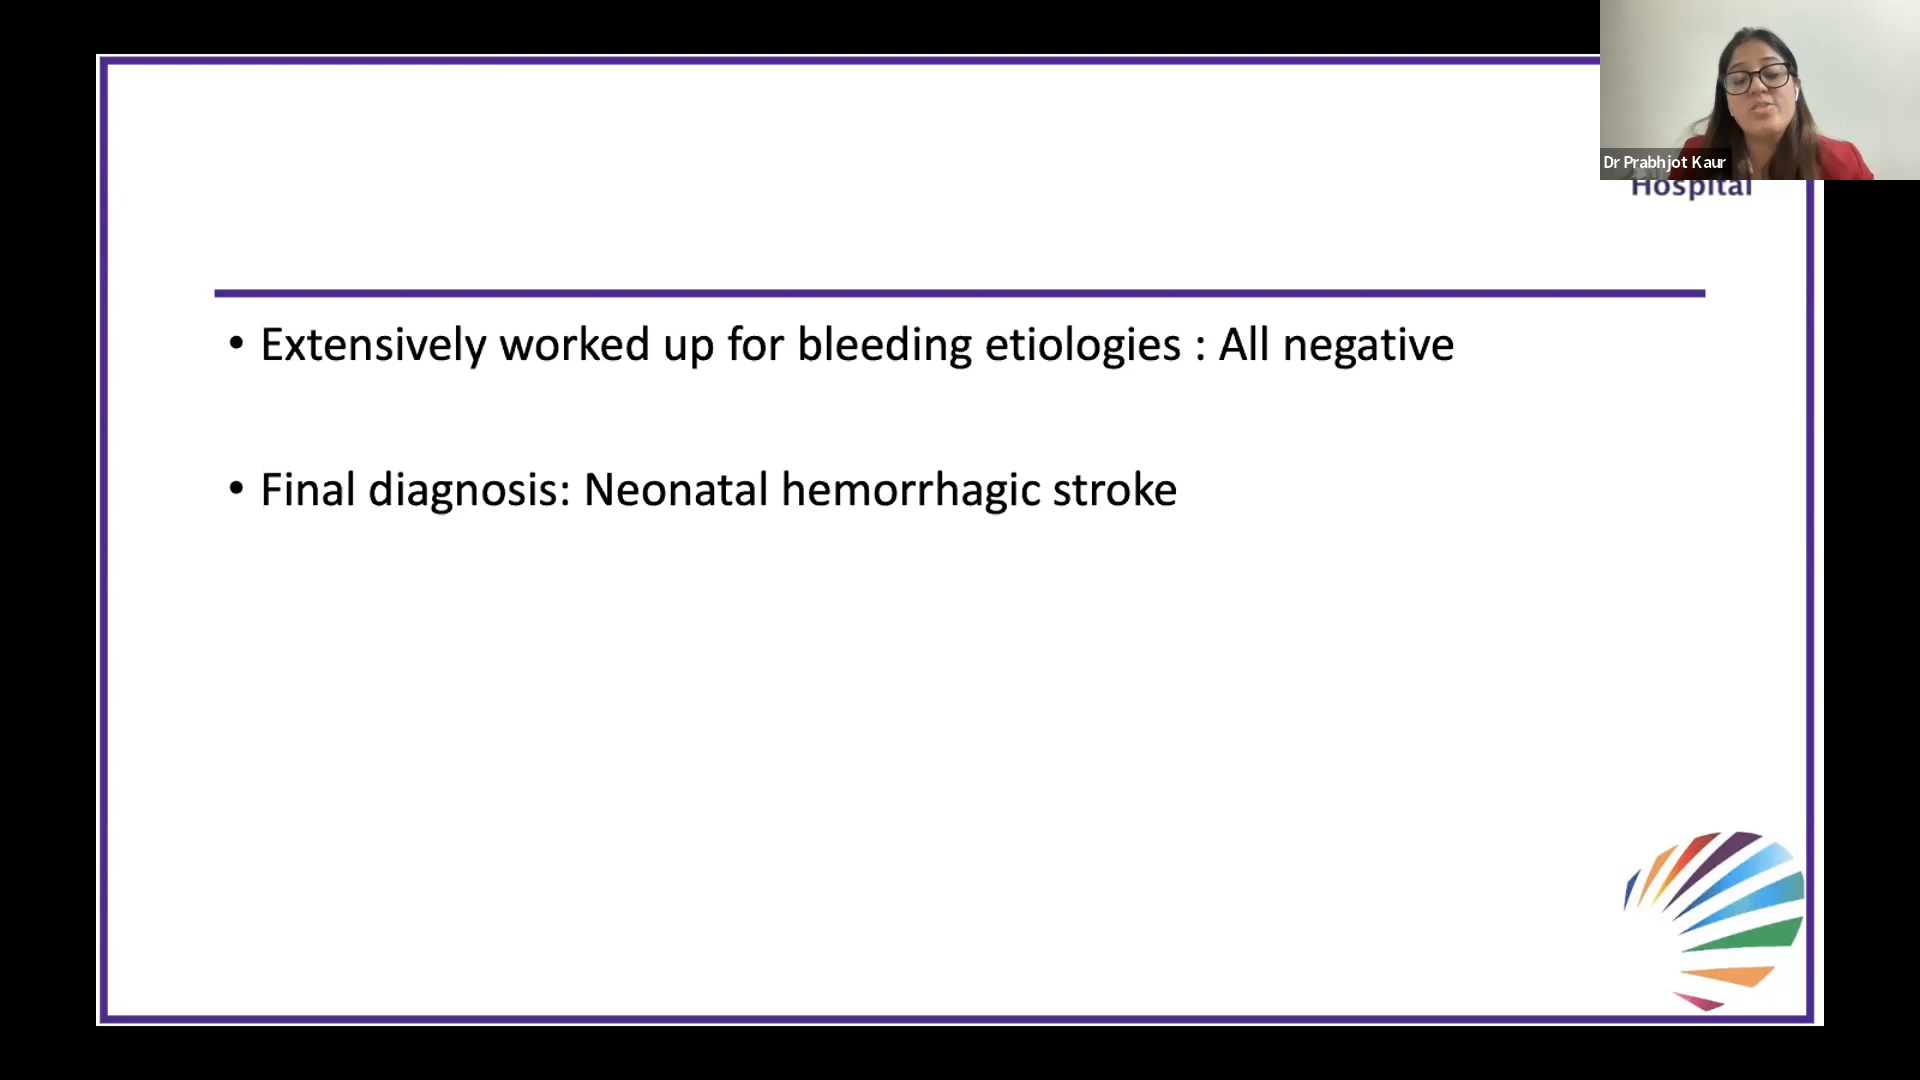 Dr Prabhjot Kaur
Hospital
• Extensively worked up for bleeding etiologies : All negative
• Final diagnosis: Neonatal hemorrhagic stroke